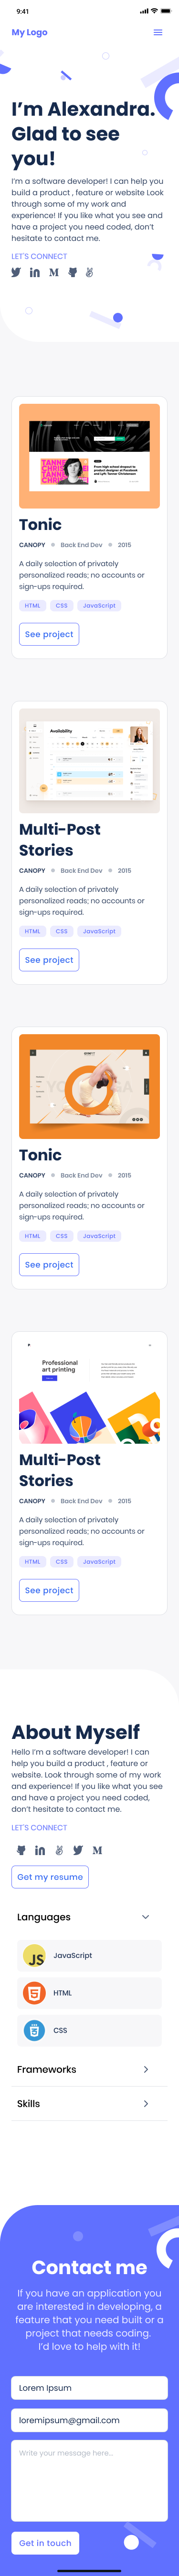 9:41
My Logo
I'm Alexandra.
Glad to see
you!
I'm a software developer! I can help you
build a product , feature or website Look
through some of my work and
experience! If you like what you see and
have a project you need coded, don't
hesitate to contact me.
LET'S CONNECT
Tonic
CANOPY Back End Dev 2015
A daily selection of privately
personalized reads; no accounts or
sign-ups required.
HTML CSS JavaScript
See project
Availability
Multi-Post
Stories
CANOPY Back End Dev 2015
A daily selection of privately
personalized reads; no accounts or
sign-ups required.
HTML CSS JavaScript
See project
Tonic
CANOPY Back End Dev 2015
A daily selection of privately
personalized reads; no accounts or
sign-ups required.
HTML CSS JavaScript
See project
Professional
art printing
Multi-Post
Stories
CANOPY Back End Dev 2015
A daily selection of privately
personalized reads; no accounts or
sign-ups required.
HTML CSS JavaScript
See project
About Myself
Hello I'm a software developer! I can
help you build a product , feature or
website. Look through some of my work
and experience! If you like what you see
and have a project you need coded,
don't hesitate to contact me.
LET'S CONNECT
Get my resume
Languages
JS JavaScript
HTML
CSS
Frameworks
Skills
Contact me
If you have an application you
are interested in developing, a
feature that you need built or a
project that needs coding.
I'd love to help with it!
Lorem Ipsum
loremipsum@gmail.com
Write your message here...
Get in touch